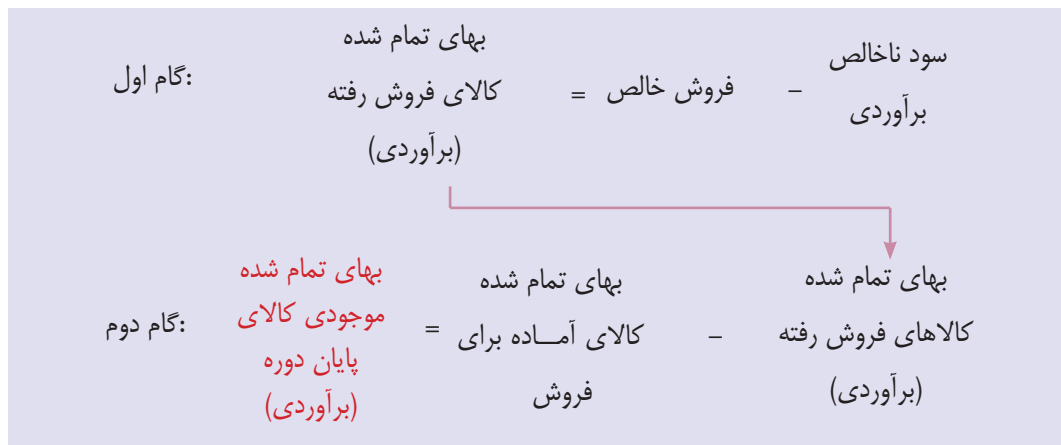 گام اول:
بهای تمام شده
کالای فروش رفته
(برآوردی)
=
فروش خالص
–
سود ناخالص
برآوردی
گام دوم:
بهای تمام شده
موجودی کالای
پایان دوره
(برآوردی)
=
بهای تمام شده
کالای آمـــاده برای
فروش
–
بهای تمام شده
کالاهای فروش رفته
(برآوردی)